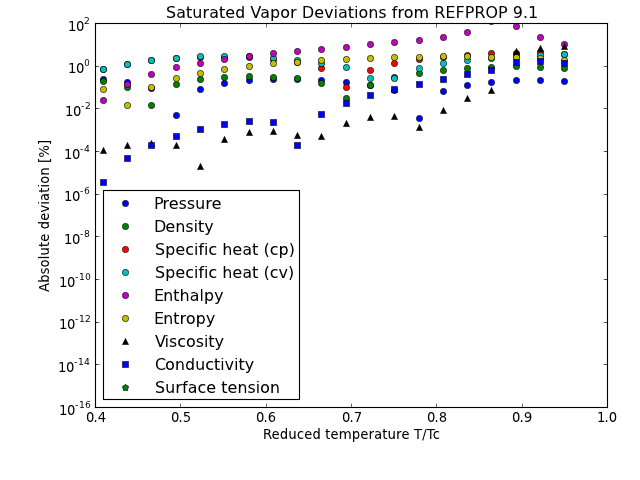 Saturated Vapor Deviations from REFPROP 9.1
10^2
10^0
10^-2
10^-4
10^-6
10^-8
10^-10
10^-12
10^-14
10^-16
Absolute deviation [%]
Pressure
Density
Specific heat (cp)
Specific heat (cv)
Enthalpy
Entropy
Viscosity
Conductivity
Surface tension
0.4 0.5 0.6 0.7 0.8 0.9 1.0
Reduced temperature T/Tc